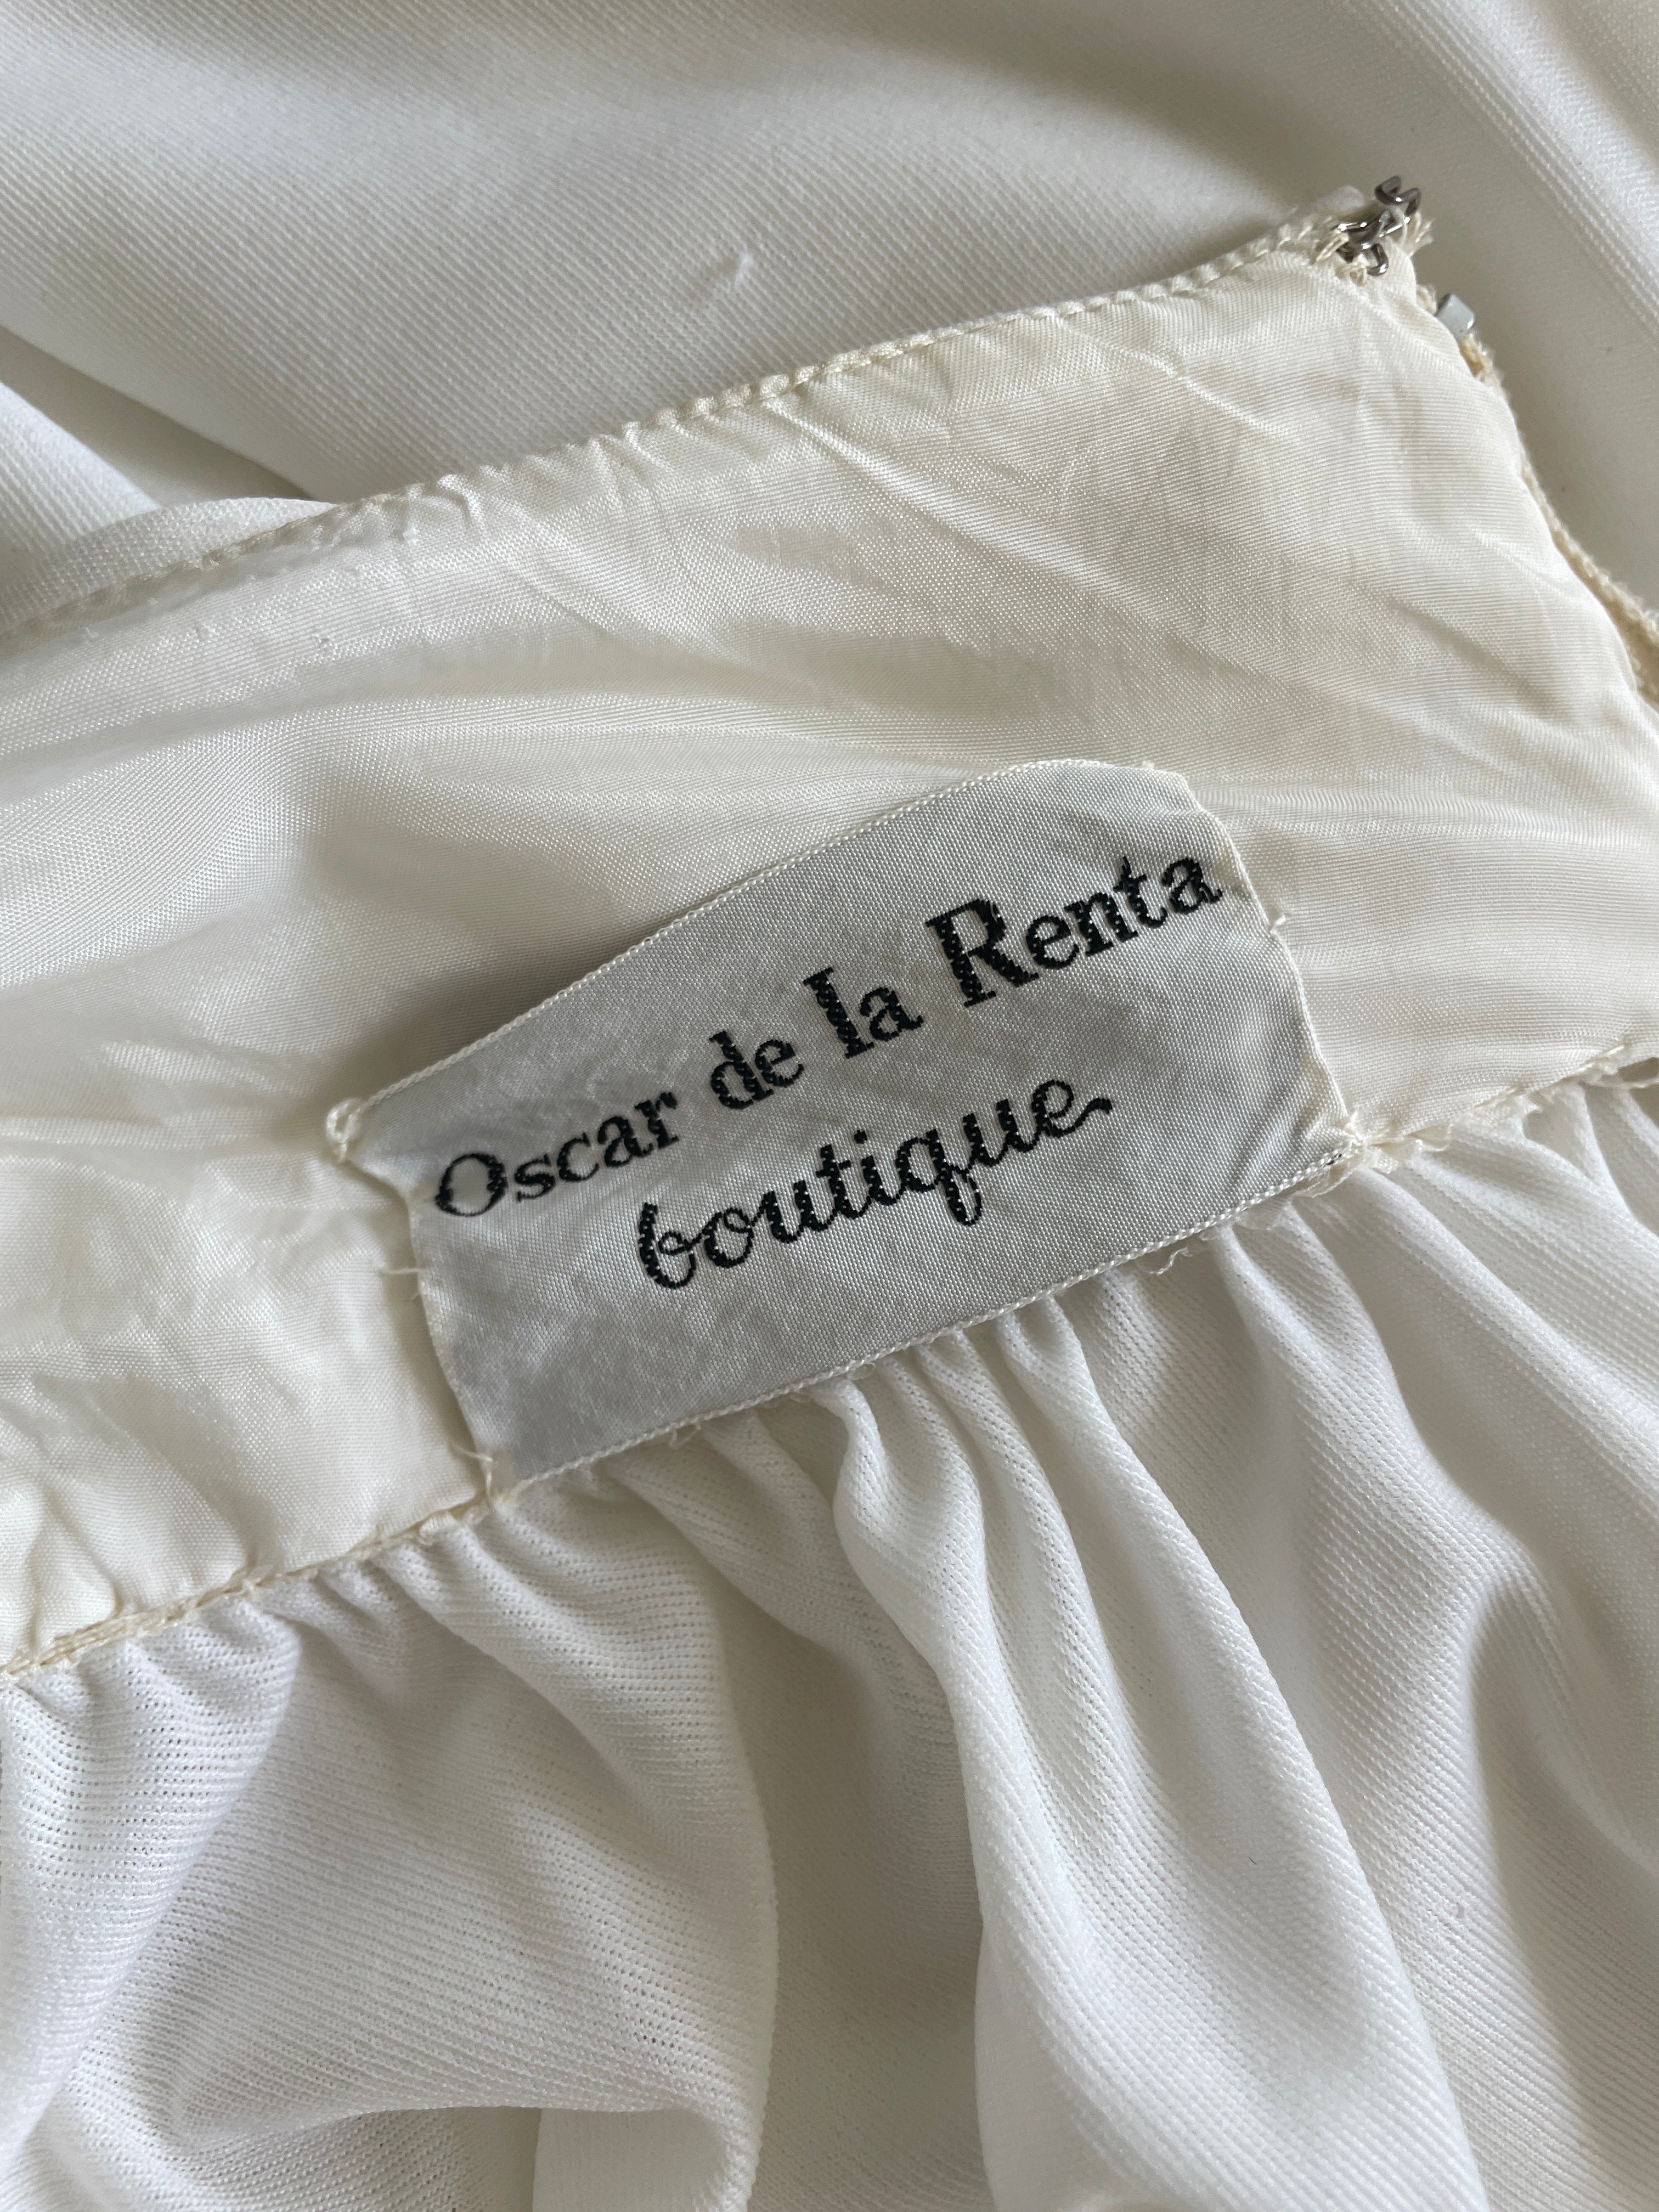 Oscar de la Renta
boutique